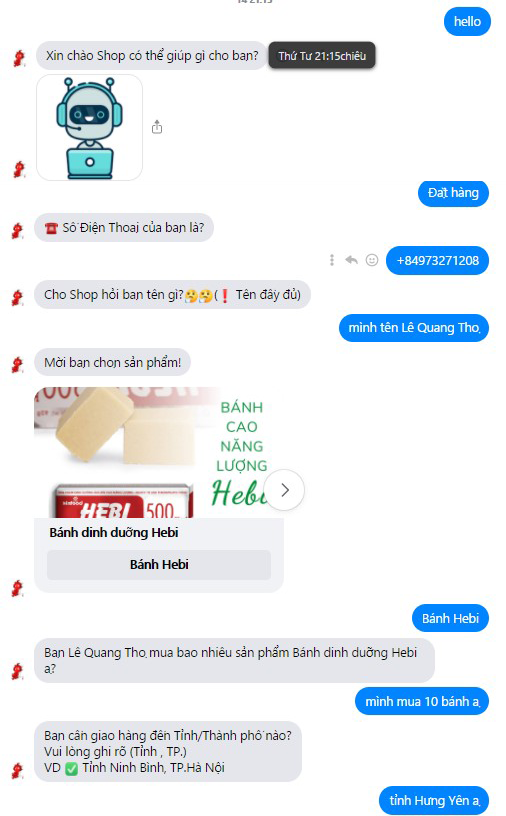 hello
Xin chào Shop có thể giúp gì cho bạn?
Thứ Tư 21:15chiều
Đặt hàng
☎️ Số Điện Thoại của bạn là?
+84973271208
Cho Shop hỏi bạn tên gì?🤔🤔(❗ Tên đầy đủ)
mình tên Lê Quang Thọ
Mời bạn chọn sản phẩm!
BÁNH
CAO
NĂNG
LƯỢNG
Hebi
HEBI 500
Bánh dinh dưỡng Hebi
Bánh Hebi
Bánh Hebi
Bạn Lê Quang Thọ mua bao nhiêu sản phẩm Bánh dinh dưỡng Hebi
ạ?
mình mua 10 bánh ạ
Bạn cần giao hàng đến Tỉnh/Thành phố nào?
Vui lòng ghi rõ (Tỉnh , TP.)
VD ✅ Tỉnh Ninh Bình, TP.Hà Nội
tỉnh Hưng Yên ạ